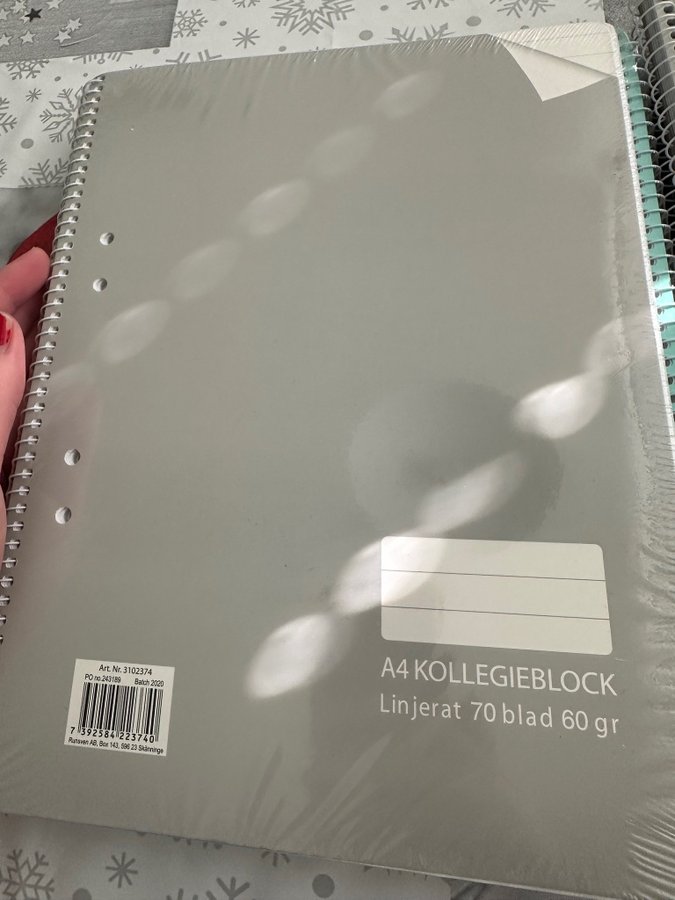 A4 KOLLEGIEBLOCK
Linjerat 70 blad 60 gr
Art. Nr. 3102374
PO no.243189 Batch 2020
7 392584 223740
Runsven AB, Box 143, 596 23 Skänninge